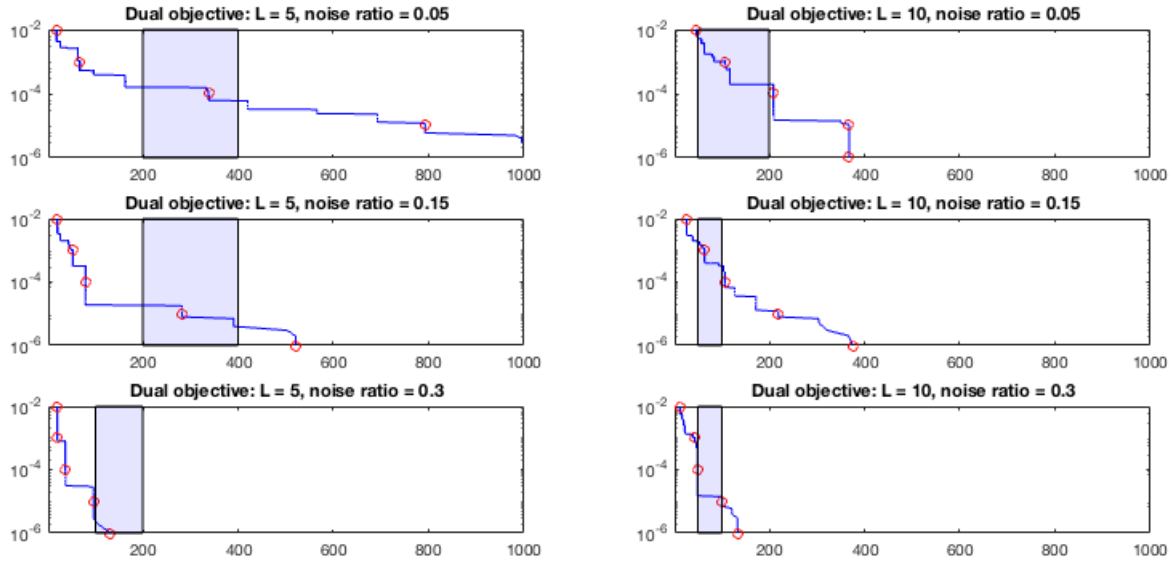 Dual objective: L = 5, noise ratio = 0.05
10^-2
10^-4
10^-6
200 400 600 800 1000
Dual objective: L = 10, noise ratio = 0.05
10^-2
10^-4
10^-6
200 400 600 800 1000
Dual objective: L = 5, noise ratio = 0.15
10^-2
10^-4
10^-6
200 400 600 800 1000
Dual objective: L = 10, noise ratio = 0.15
10^-2
10^-4
10^-6
200 400 600 800 1000
Dual objective: L = 5, noise ratio = 0.3
10^-2
10^-4
10^-6
200 400 600 800 1000
Dual objective: L = 10, noise ratio = 0.3
10^-2
10^-4
10^-6
200 400 600 800 1000